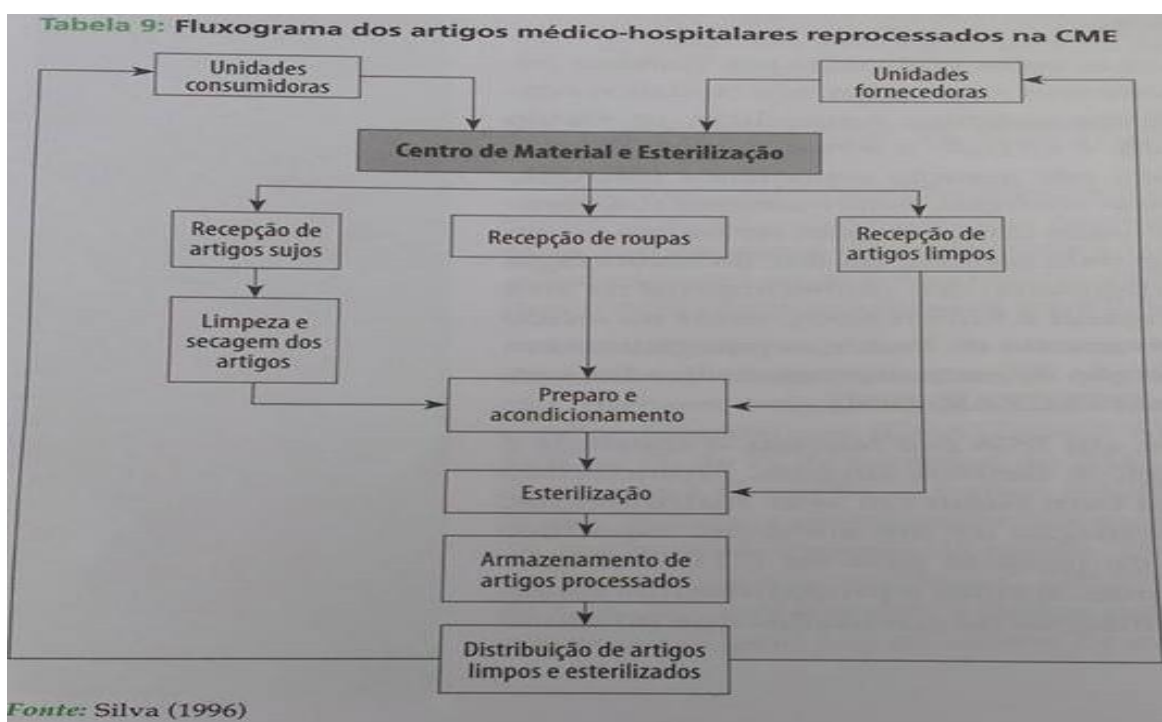 Tabela 9: Fluxograma dos artigos médico-hospitalares reprocessados na CME
Unidades
consumidoras
Unidades
fornecedoras
Centro de Material e Esterilização
Recepção de
artigos sujos
Recepção de roupas
Recepção de
artigos limpos
Limpeza e
secagem dos
artigos
Preparo e
acondicionamento
Esterilização
Armazenamento de
artigos processados
Distribuição de artigos
limpos e esterilizados
Fonte: Silva (1996)